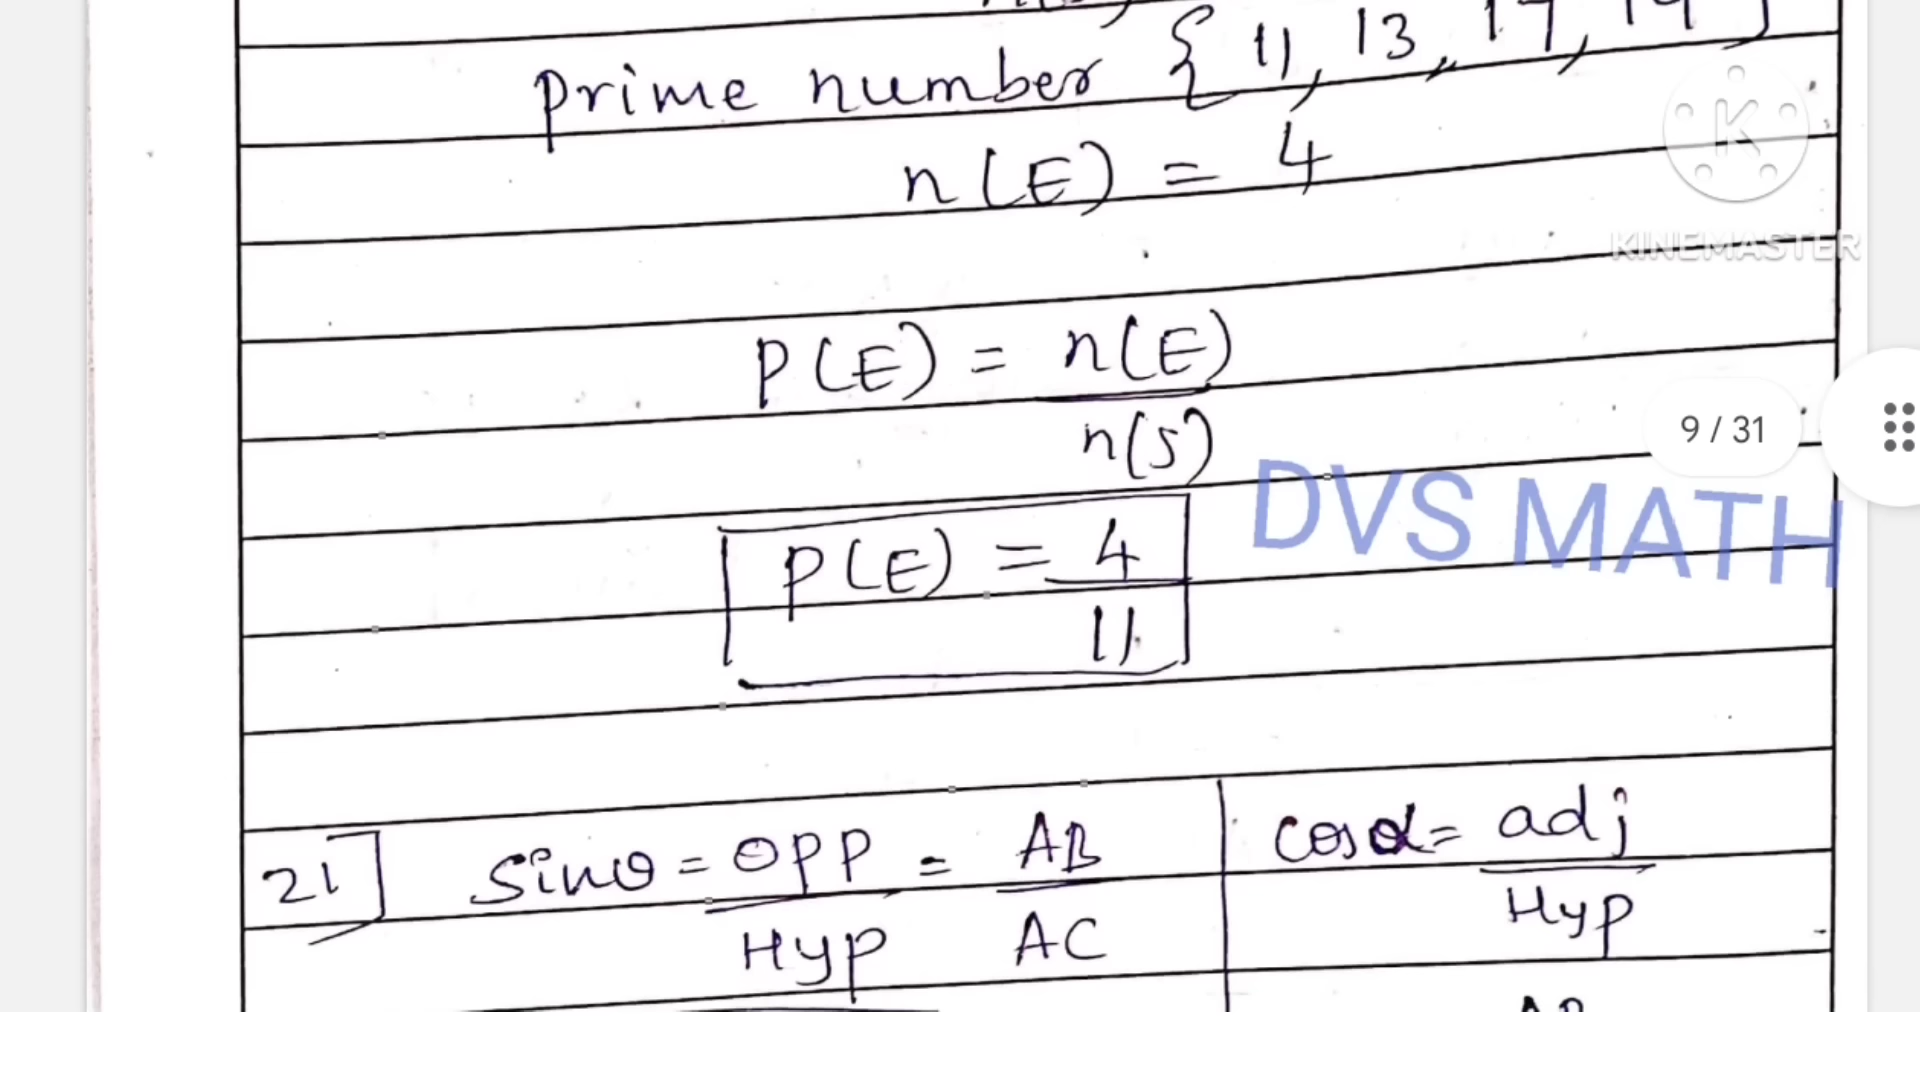 prime number { 11, 13, 17, 19 }
n(E) = 4
KINEMASTER
P(E) = n(E)
n(S)
9 / 31
DVS MATH
P(E) = 4
11
21] Sinθ = OPP = AB
Hyp AC
Cosα = adj
Hyp